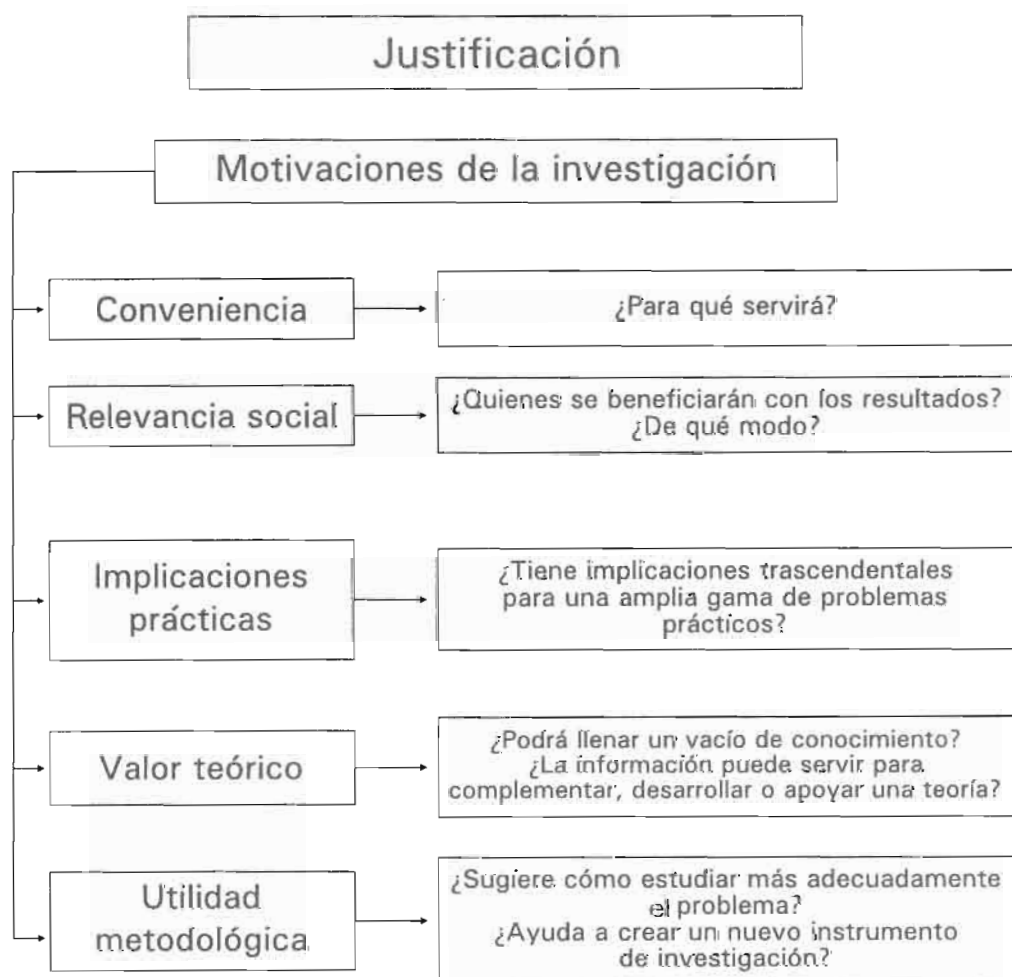 Justificación
Motivaciones de la investigación
Conveniencia
¿Para qué servirá?
Relevancia social
¿Quienes se beneficiarán con los resultados?
¿De qué modo?
Implicaciones
prácticas
¿Tiene implicaciones trascendentales
para una amplia gama de problemas
prácticos?
Valor teórico
¿Podrá llenar un vacío de conocimiento?
¿La información puede servir para
complementar, desarrollar o apoyar una teoría?
Utilidad
metodológica
¿Sugiere cómo estudiar más adecuadamente
el problema?
¿Ayuda a crear un nuevo instrumento
de investigación?